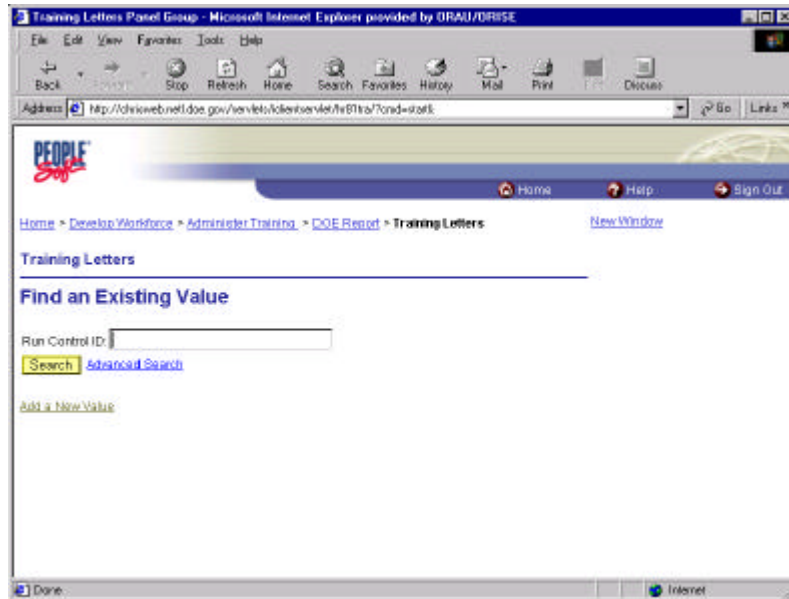 Training Letters Panel Group - Microsoft Internet Explorer provided by ORAU/ORISE
File Edit View Favorites Tools Help
Back Stop Refresh Home Search Favorites History Mail Print Discuss
Address Go Links »
PEOPLE Soft
Home Help Sign Out
Home > Develop Workforce > Administer Training > DOE Report > Training Letters New Window
Training Letters
Find an Existing Value
Run Control ID:
Search Advanced Search
Add a New Value
Done Internet